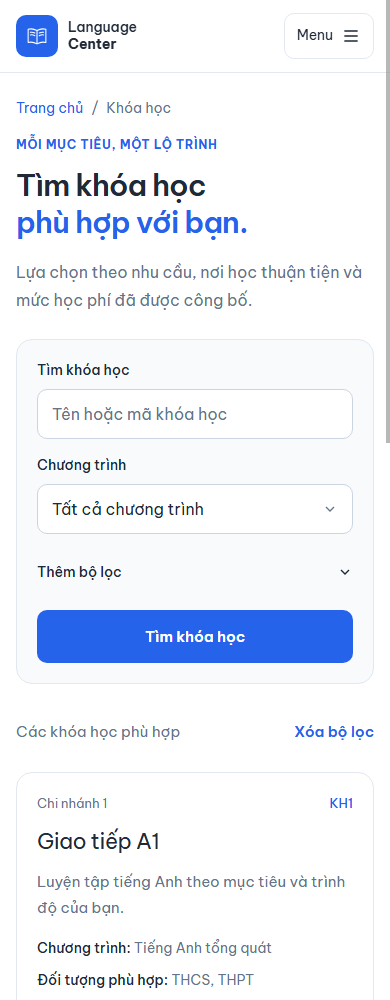 Language
Center
Menu
Trang chủ / Khóa học
MỖI MỤC TIÊU, MỘT LỘ TRÌNH
Tìm khóa học
phù hợp với bạn.
Lựa chọn theo nhu cầu, nơi học thuận tiện và
mức học phí đã được công bố.
Tìm khóa học
Tên hoặc mã khóa học
Chương trình
Tất cả chương trình
Thêm bộ lọc
Tìm khóa học
Các khóa học phù hợp Xóa bộ lọc
Chi nhánh 1 KH1
Giao tiếp A1
Luyện tập tiếng Anh theo mục tiêu và trình
độ của bạn.
Chương trình: Tiếng Anh tổng quát
Đối tượng phù hợp: THCS, THPT